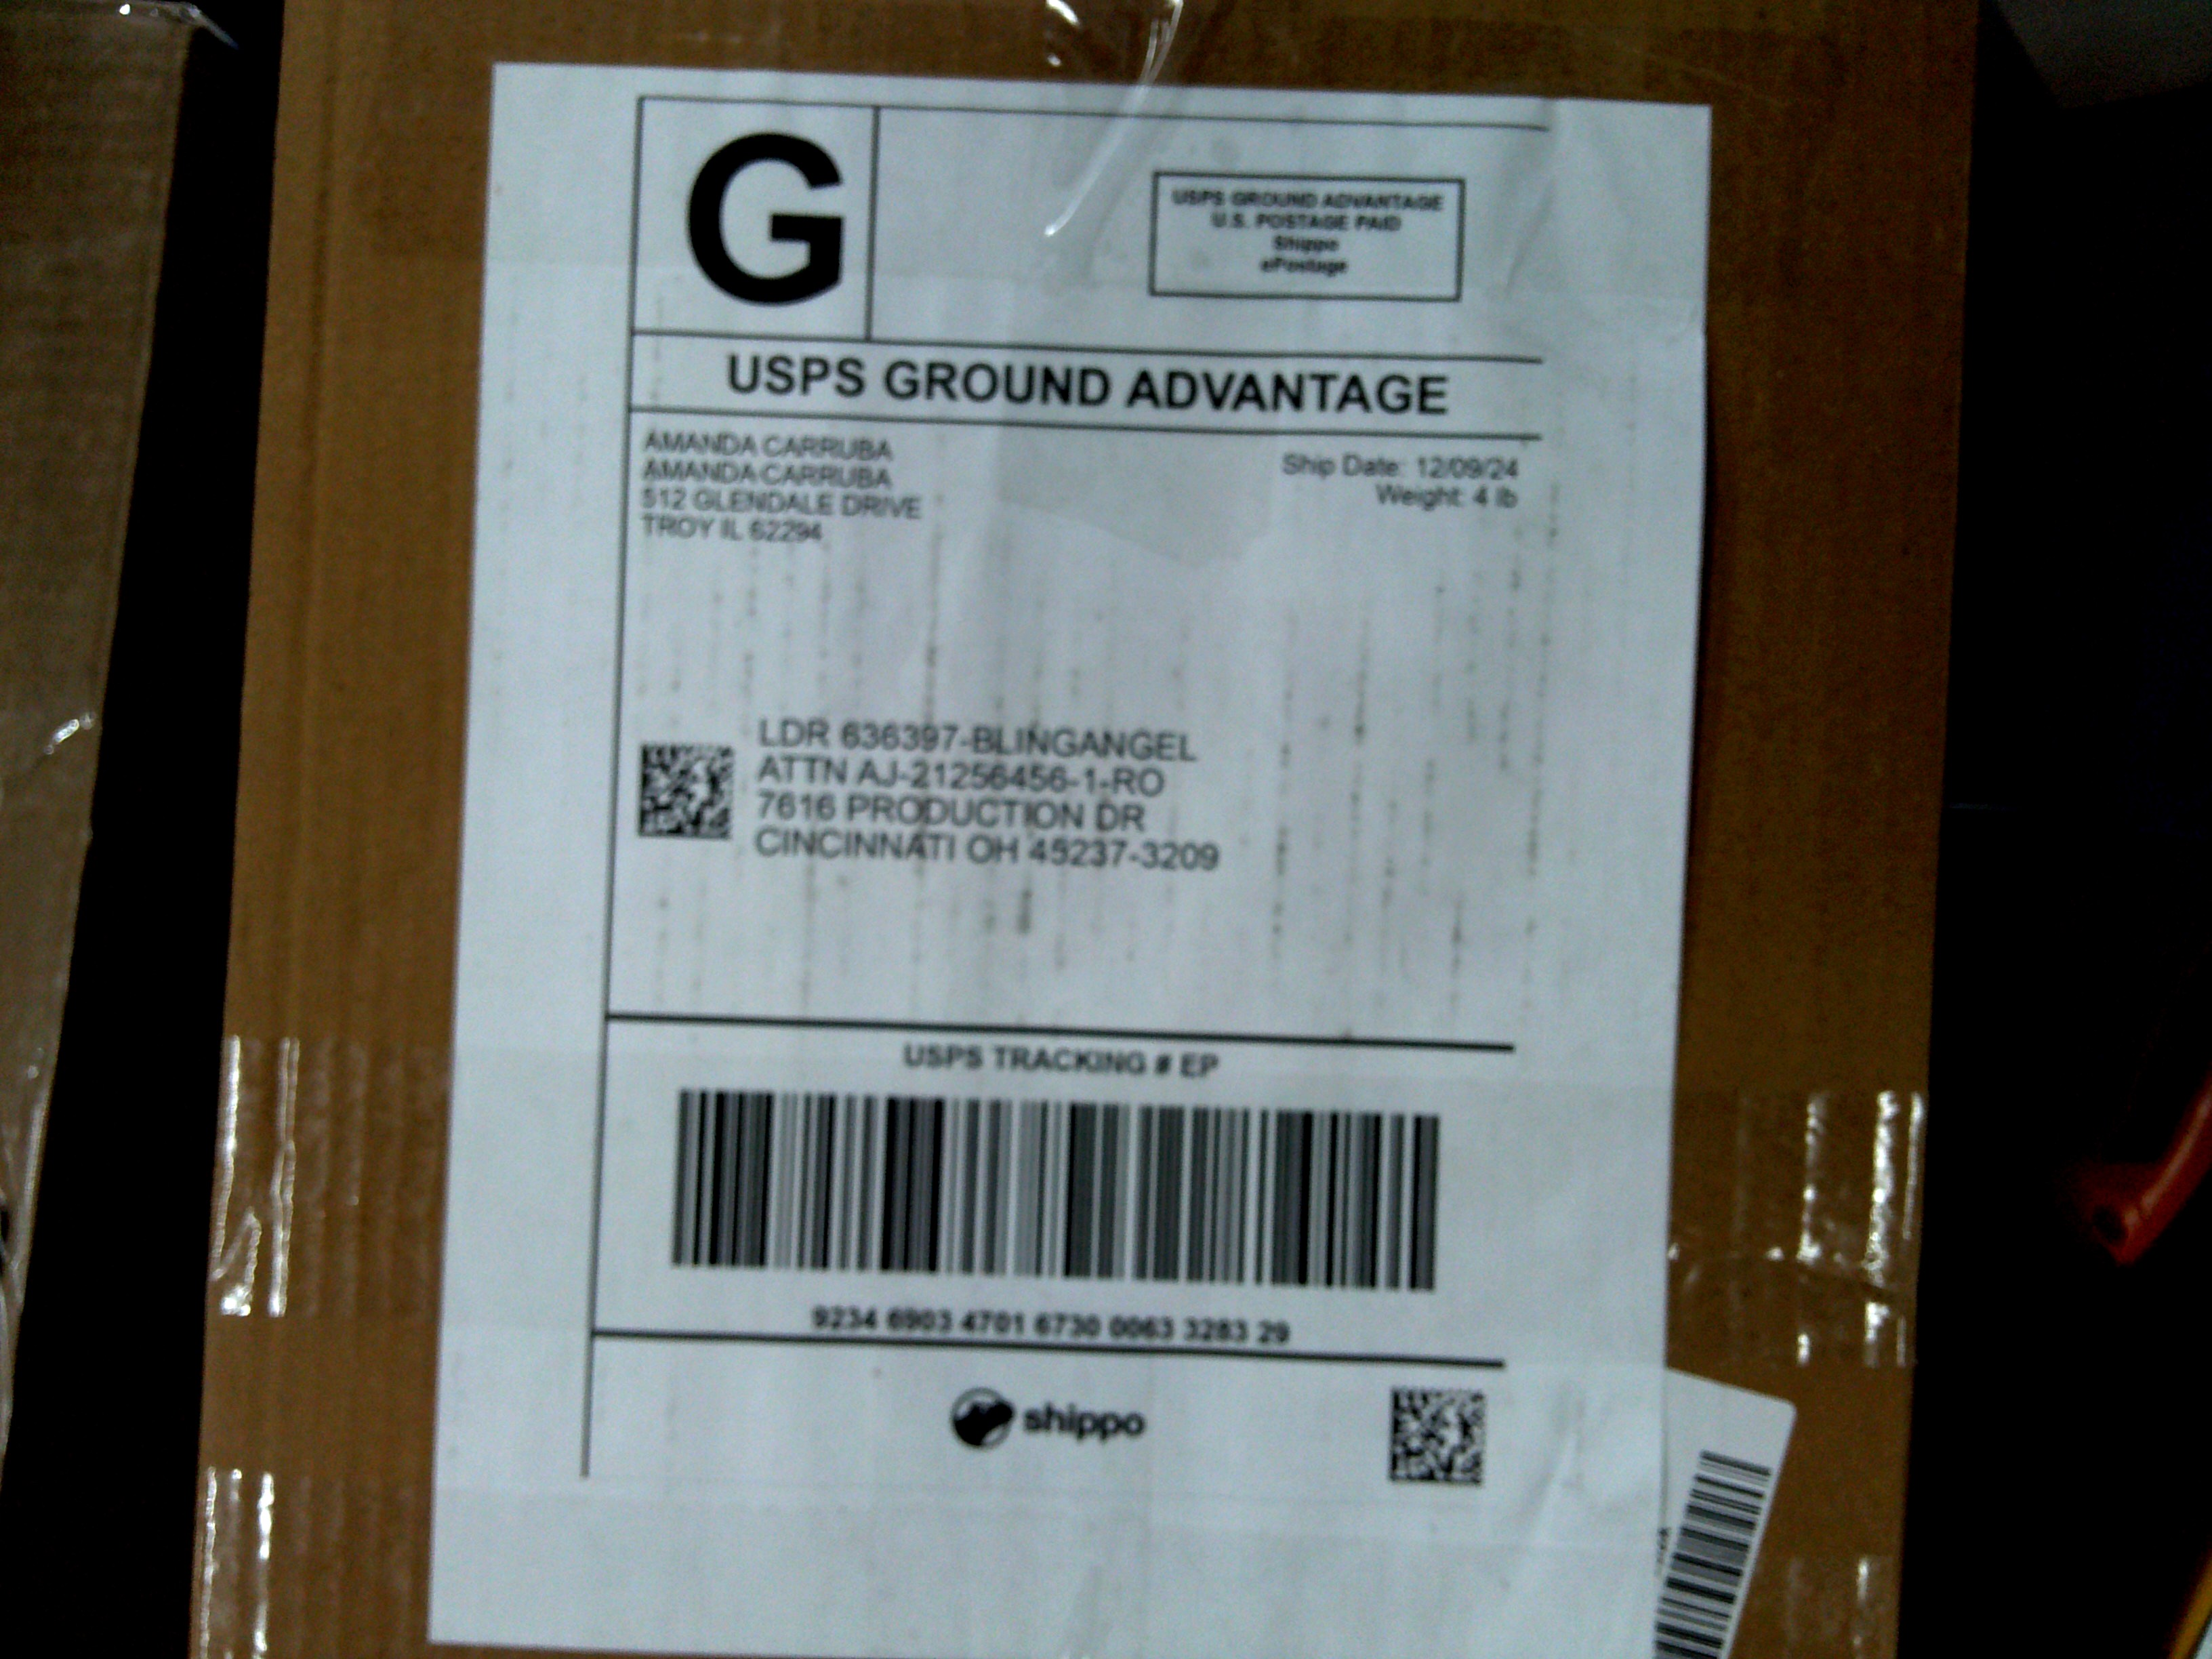 G
USPS GROUND ADVANTAGE
U.S. POSTAGE PAID
Shippo
ePostage
USPS GROUND ADVANTAGE
AMANDA CARRUBA
AMANDA CARRUBA
512 GLENDALE DRIVE
TROY IL 62294
Ship Date: 12/09/24
Weight: 4 lb
LDR 636397-BLINGANGEL
ATTN AJ-21256456-1-RO
7616 PRODUCTION DR
CINCINNATI OH 45237-3209
USPS TRACKING # EP
9234 6903 4701 6730 0063 3283 29
shippo